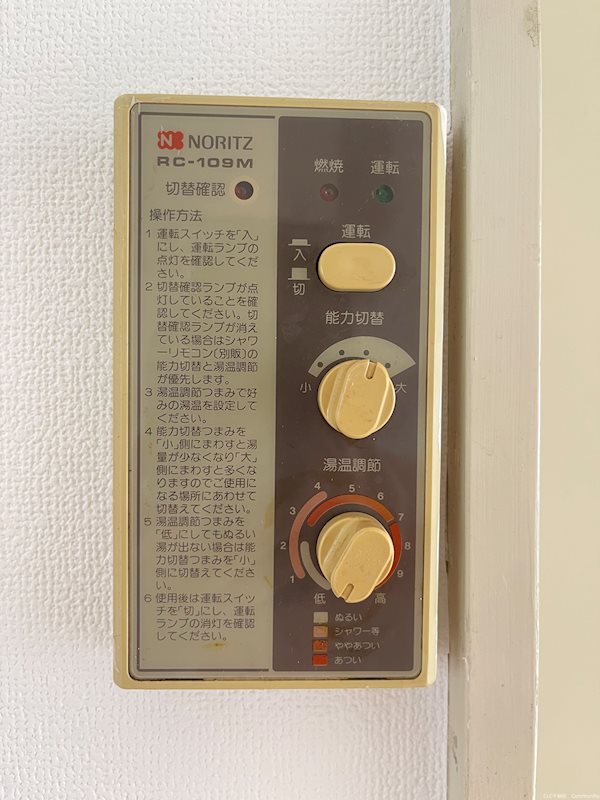 NORITZ
RC-109M
切替確認
操作方法
1 運転スイッチを「入」
にし、運転ランプの
点灯を確認してくだ
さい。
2 切替確認ランプが点
灯していることを確
認してください。切
替確認ランプが消え
ている場合はシャワ
ーリモコン(別販)の
能力切替と湯温調節
が優先します。
3 湯温調節つまみで好
みの湯温を設定して
ください。
4 能力切替つまみを
「小」側にまわすと湯
量が少なくなり「大」
側にまわすと多くな
りますのでご使用に
なる場所にあわせて
切替えてください。
5 湯温調節つまみを
「低」にしてもぬるい
湯が出ない場合は能
力切替つまみを「小」
側に切替えてくださ
い。
6 使用後は運転スイッ
チを「切」にし、運転
ランプの消灯を確認
してください。
燃焼 運転
運転
入
切
能力切替
小 大
湯温調節
1 2 3 4 5 6 7 8 9
低 高
ぬるい
シャワー等
ややあつい
あつい